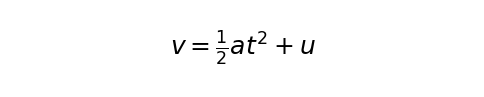 v = ½at² + u